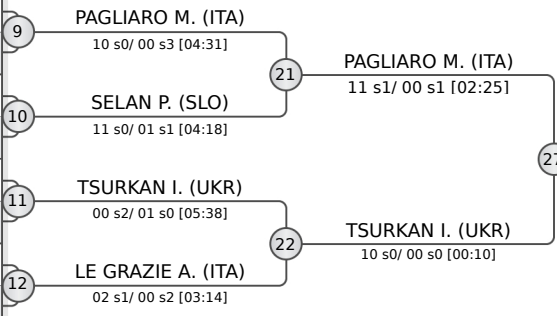 9
PAGLIARO M. (ITA)
10 s0/ 00 s3 [04:31]
21
PAGLIARO M. (ITA)
11 s1/ 00 s1 [02:25]
10
SELAN P. (SLO)
11 s0/ 01 s1 [04:18]
27
11
TSURKAN I. (UKR)
00 s2/ 01 s0 [05:38]
22
TSURKAN I. (UKR)
10 s0/ 00 s0 [00:10]
12
LE GRAZIE A. (ITA)
02 s1/ 00 s2 [03:14]